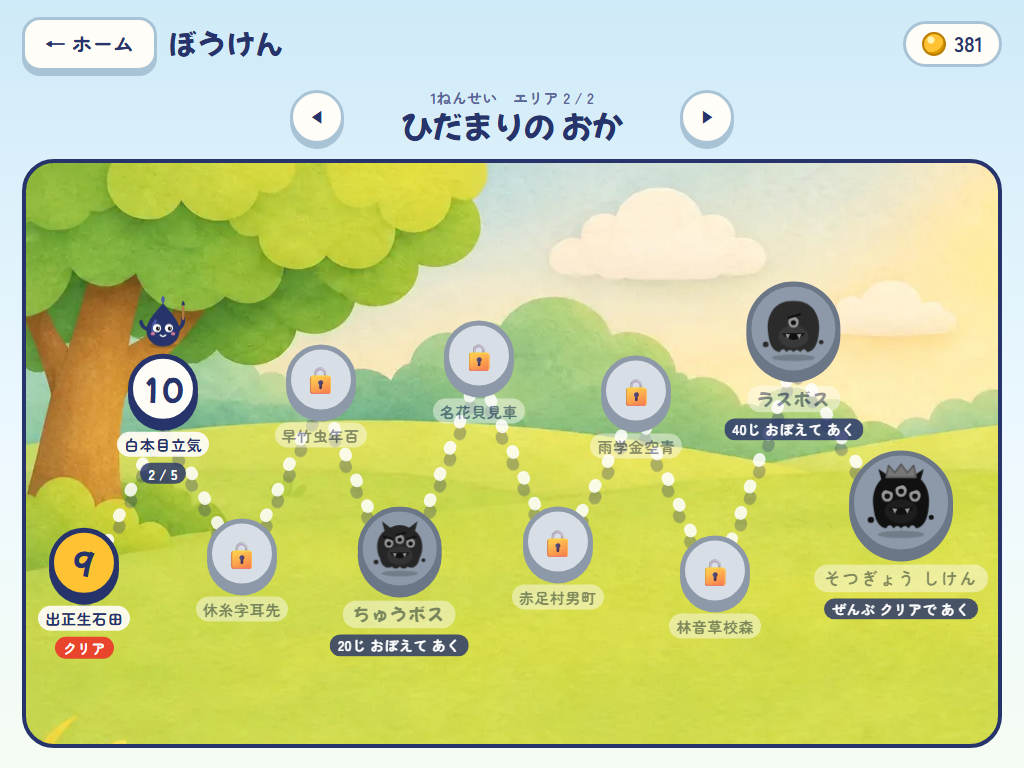 ← ホーム
ぼうけん
381
1ねんせい エリア 2 / 2
ひだまりの おか
10
白本目立気
2 / 5
早竹虫年百
名花貝見車
雨学金空青
ラスボス
40じ おぼえて あく
9
出正生石田
クリア
休糸字耳先
ちゅうボス
20じ おぼえて あく
赤足村男町
林音草校森
そつぎょう しけん
ぜんぶ クリアで あく